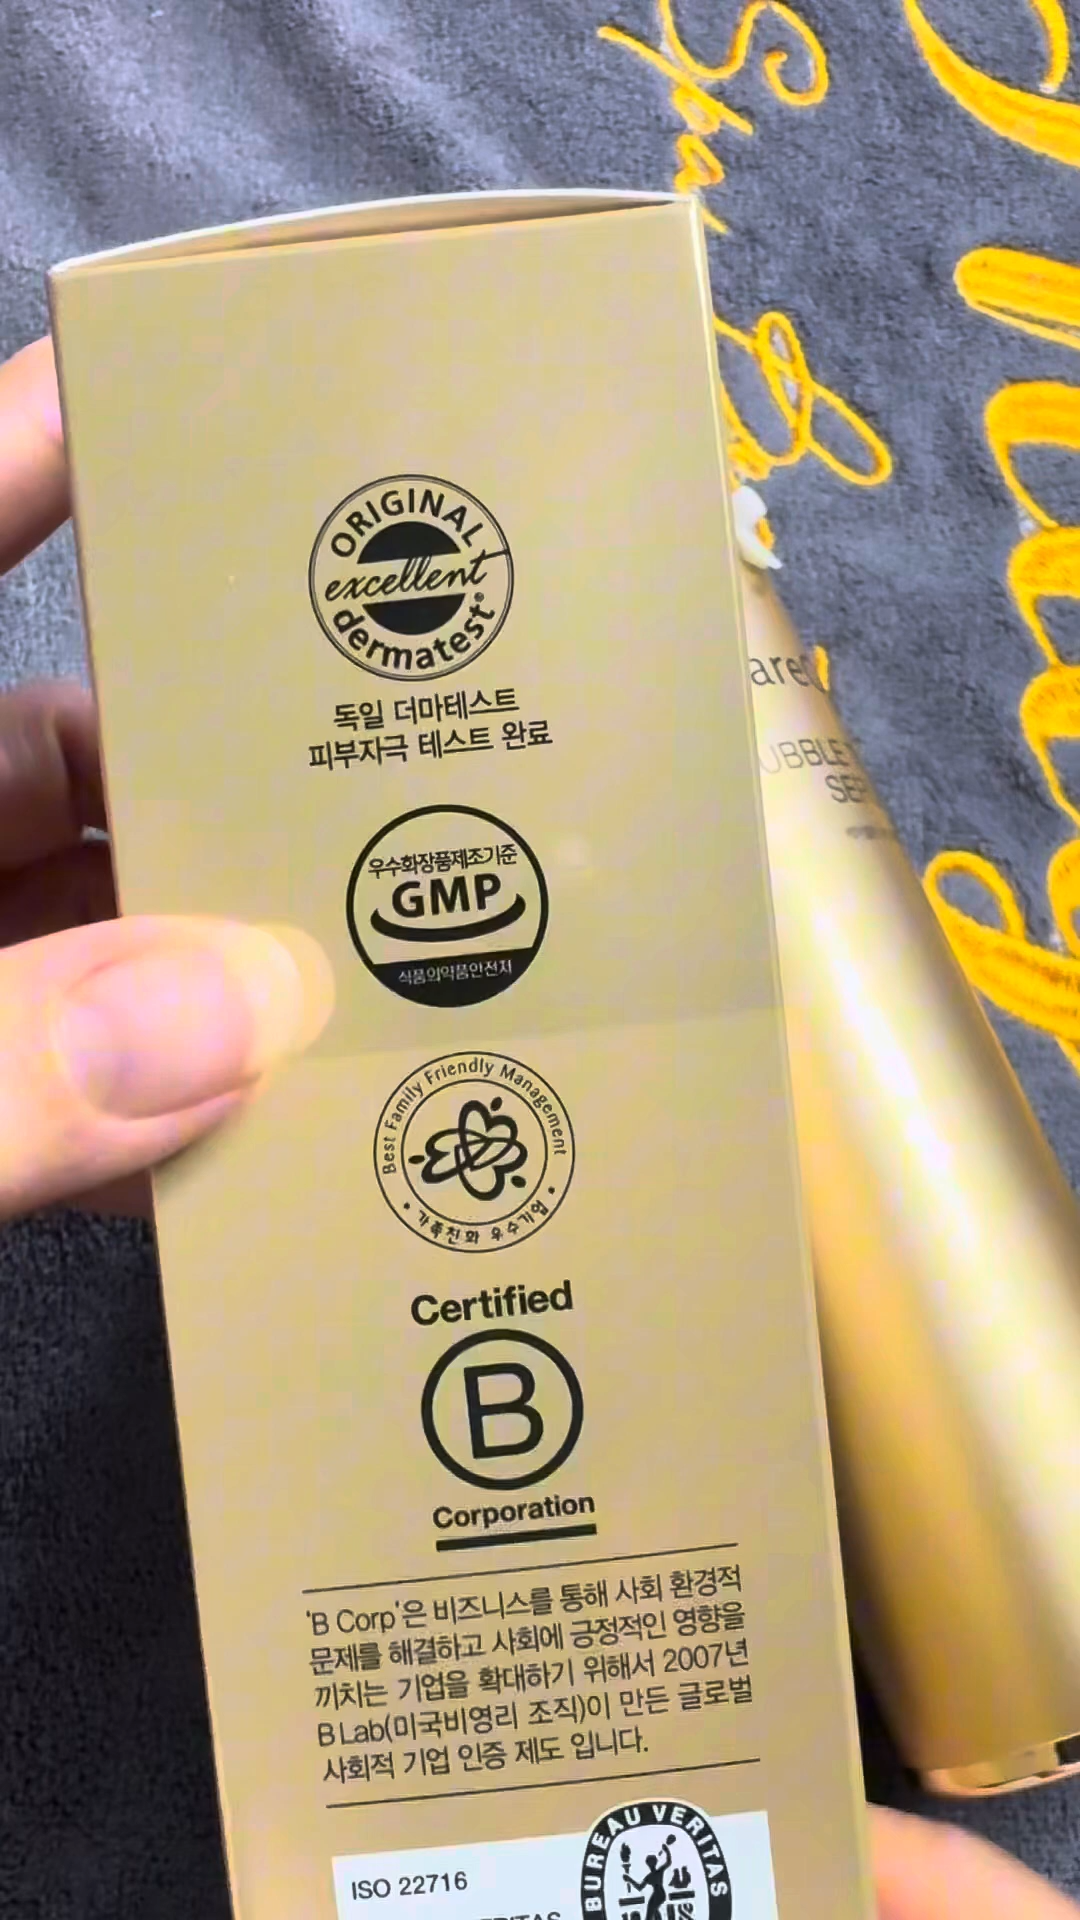 ORIGINAL
excellent
dermatest®
독일 더마테스트
피부자극 테스트 완료
우수화장품제조기준
GMP
식품의약품안전처
Best Family Friendly Management
가족친화 우수기업
Certified
B
Corporation
'B Corp'은 비즈니스를 통해 사회 환경적
문제를 해결하고 사회에 긍정적인 영향을
끼치는 기업을 확대하기 위해서 2007년
B Lab(미국비영리 조직)이 만든 글로벌
사회적 기업 인증 제도 입니다.
ISO 22716
BUREAU VERITAS
Spa